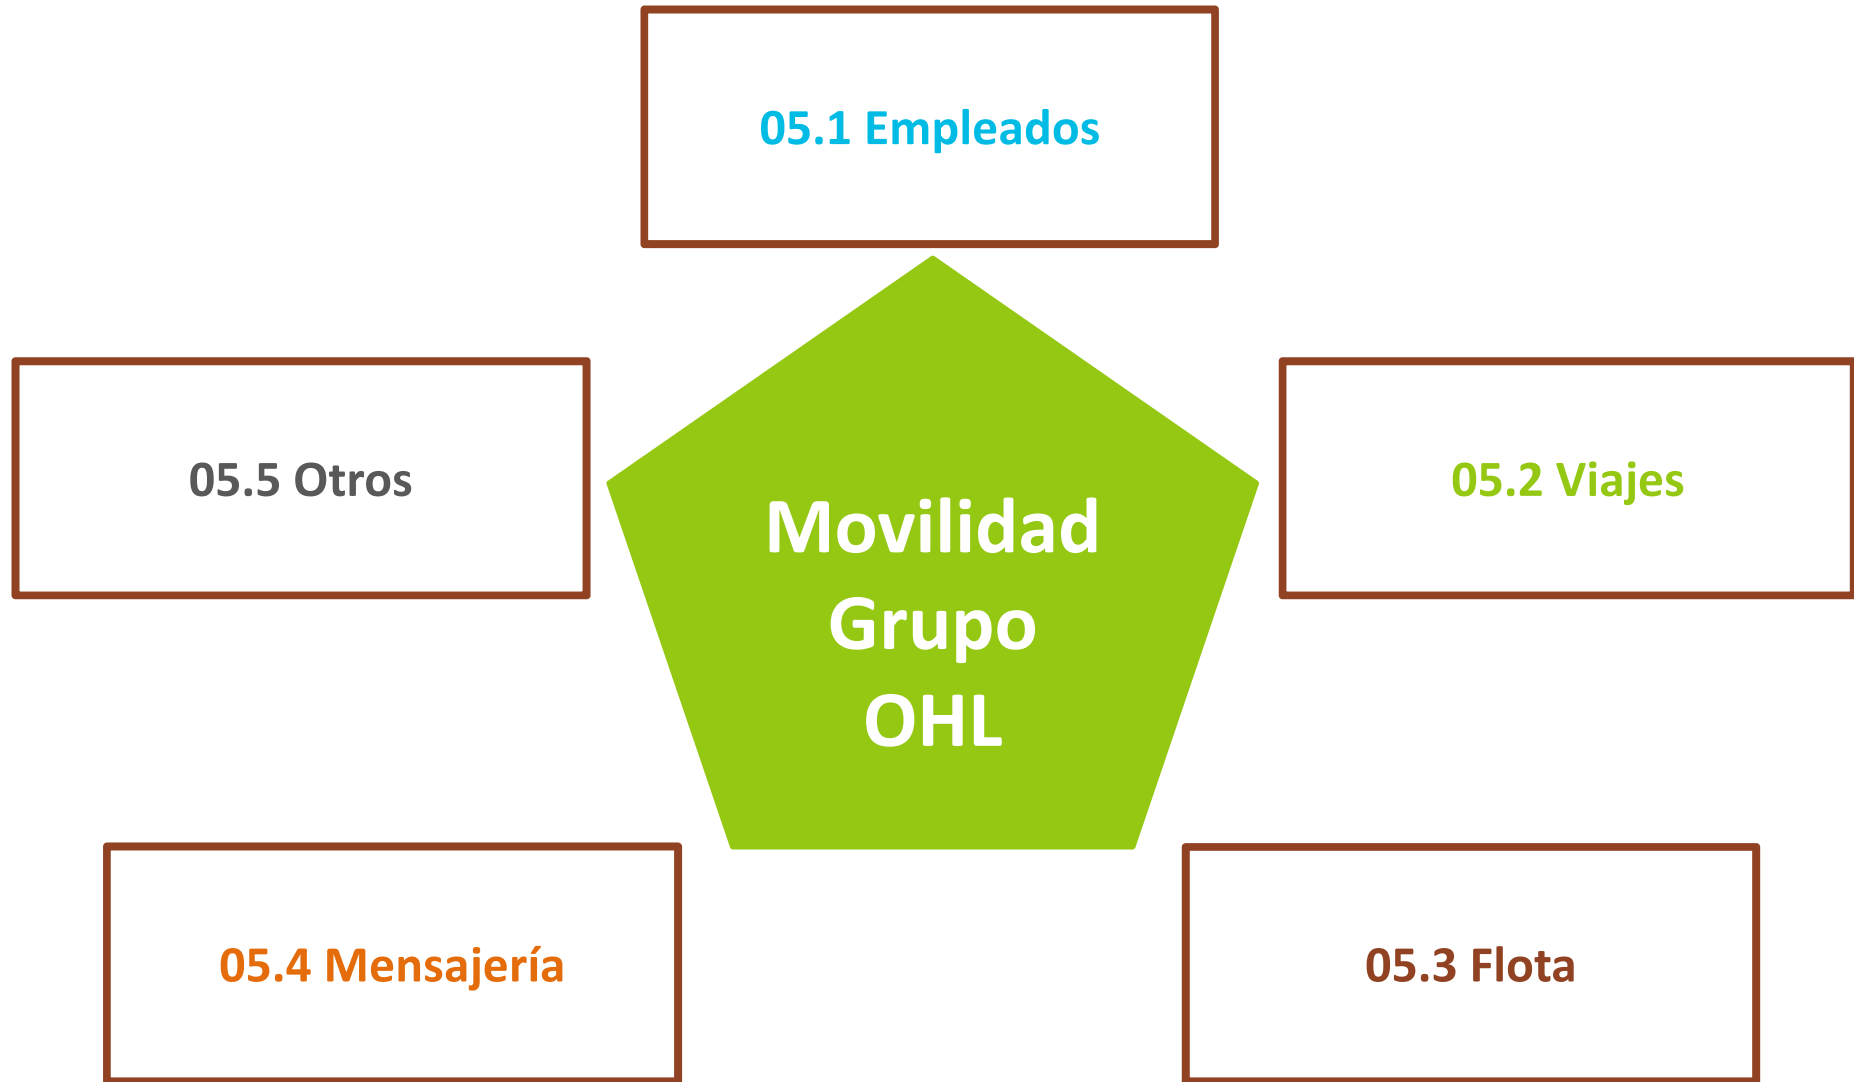 05.1 Empleados
05.5 Otros
05.2 Viajes
Movilidad
Grupo
OHL
05.4 Mensajería
05.3 Flota